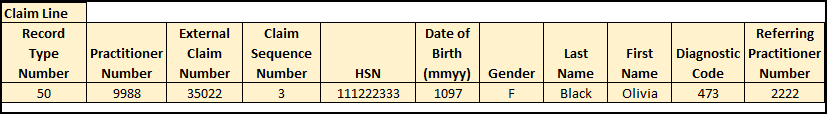 Claim Line
Record Type Number	Practitioner Number	External Claim Number	Claim Sequence Number	HSN	Date of Birth (mmyy)	Gender	Last Name	First Name	Diagnostic Code	Referring Practitioner Number
50	9988	35022	3	111222333	1097	F	Black	Olivia	473	2222